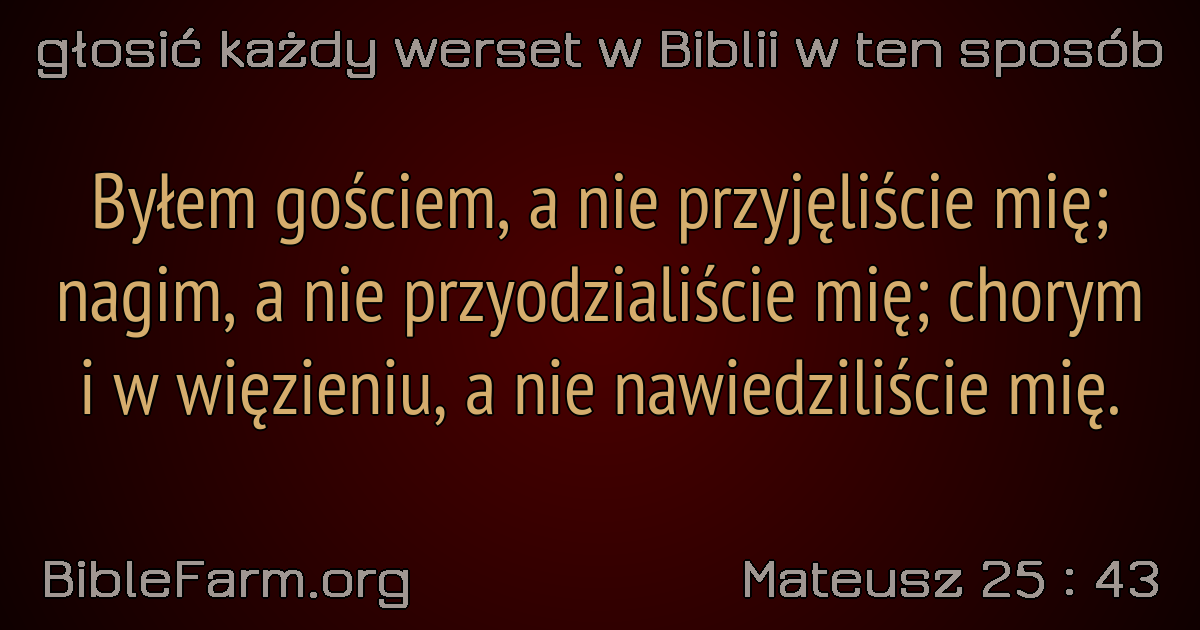 głosić każdy werset w Biblii w ten sposób
Byłem gościem, a nie przyjęliście mię;
nagim, a nie przyodzialiście mię; chorym
i w więzieniu, a nie nawiedziliście mię.
BibleFarm.org
Mateusz 25 : 43